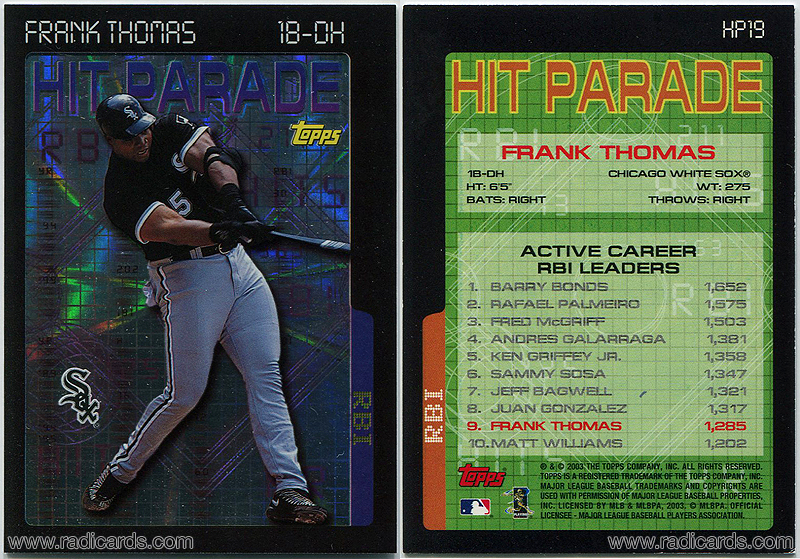 FRANK THOMAS 1B-DH
HIT PARADE
Sox
topps
RBI
5
Sox
RBI
www.radicards.com
HP19
HIT PARADE
FRANK THOMAS
1B-DH CHICAGO WHITE SOX®
HT: 6'5" WT: 275
BATS: RIGHT THROWS: RIGHT
ACTIVE CAREER
RBI LEADERS
1. BARRY BONDS 1,652
2. RAFAEL PALMEIRO 1,575
3. FRED McGRIFF 1,503
4. ANDRES GALARRAGA 1,381
5. KEN GRIFFEY JR. 1,358
6. SAMMY SOSA 1,347
7. JEFF BAGWELL 1,321
8. JUAN GONZALEZ 1,317
9. FRANK THOMAS 1,285
10. MATT WILLIAMS 1,202
RBI
topps
® & © 2003 THE TOPPS COMPANY, INC. ALL RIGHTS RESERVED.
TOPPS IS A REGISTERED TRADEMARK OF THE TOPPS COMPANY, INC.
MAJOR LEAGUE BASEBALL TRADEMARKS AND COPYRIGHTS ARE
USED WITH PERMISSION OF MAJOR LEAGUE BASEBALL PROPERTIES,
INC. LICENSED BY MLB & MLBPA, 2003. © MLBPA. OFFICIAL
LICENSEE - MAJOR LEAGUE BASEBALL PLAYERS ASSOCIATION.
www.radicards.com